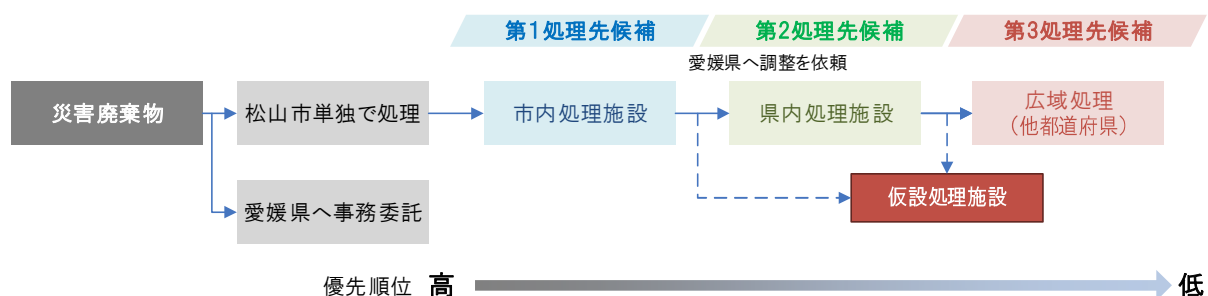 第1処理先候補
第2処理先候補
第3処理先候補
愛媛県へ調整を依頼
災害廃棄物
松山市単独で処理
市内処理施設
県内処理施設
広域処理
（他都道府県）
愛媛県へ事務委託
仮設処理施設
優先順位 高
低